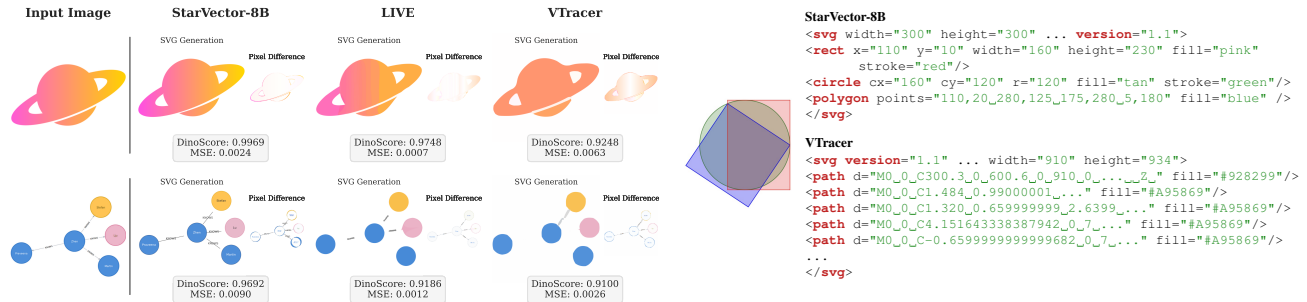 Input Image
StarVector-8B
LIVE
VTracer
SVG Generation
Pixel Difference
SVG Generation
Pixel Difference
SVG Generation
Pixel Difference
DinoScore: 0.9969
MSE: 0.0024
DinoScore: 0.9748
MSE: 0.0007
DinoScore: 0.9248
MSE: 0.0063
SVG Generation
Pixel Difference
SVG Generation
Pixel Difference
SVG Generation
Pixel Difference
DinoScore: 0.9692
MSE: 0.0090
DinoScore: 0.9186
MSE: 0.0012
DinoScore: 0.9100
MSE: 0.0026
StarVector-8B
<svg width="300" height="300" ... version="1.1">
<rect x="110" y="10" width="160" height="230" fill="pink"
stroke="red"/>
<circle cx="160" cy="120" r="120" fill="tan" stroke="green"/>
<polygon points="110,20␣280,125␣175,280␣5,180" fill="blue" />
</svg>
VTracer
<svg version="1.1" ... width="910" height="934">
<path d="M0␣0␣C300.3␣0␣600.6␣0␣910␣0␣...␣␣Z␣" fill="#928299"/>
<path d="M0␣0␣C1.484␣0.99000001␣..." fill="#A95869"/>
<path d="M0␣0␣C1.320␣0.659999999␣2.6399␣..." fill="#A95869"/>
<path d="M0␣0␣C4.151643338387942␣0␣7␣..." fill="#A95869"/>
<path d="M0␣0␣C-0.6599999999999682␣0␣7␣..." fill="#A95869"/>
...
</svg>